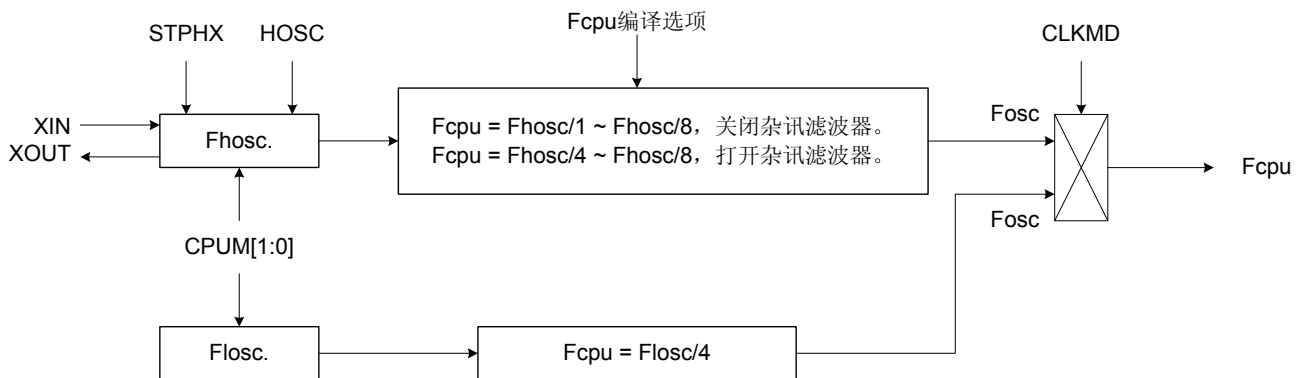 Fcpu编译选项
STPHX
HOSC
CLKMD
XIN
XOUT
Fhosc.
Fcpu = Fhosc/1 ~ Fhosc/8，关闭杂讯滤波器。
Fcpu = Fhosc/4 ~ Fhosc/8，打开杂讯滤波器。
Fosc
Fcpu
Fosc
CPUM[1:0]
Flosc.
Fcpu = Flosc/4